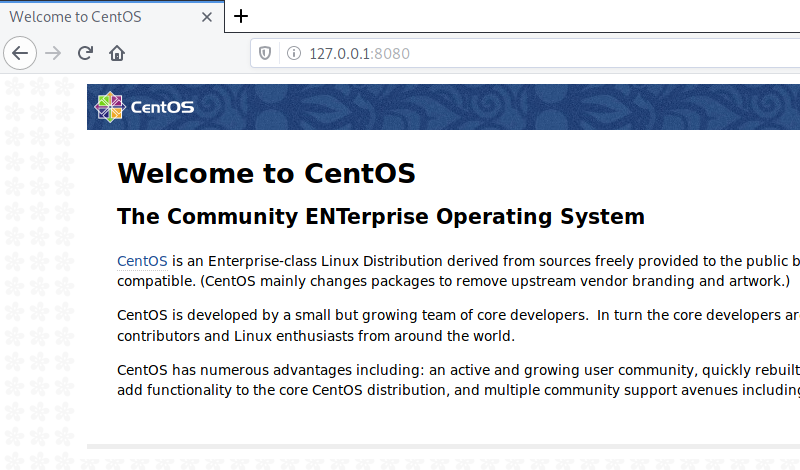 Welcome to CentOS
127.0.0.1:8080
CentOS
Welcome to CentOS
The Community ENTerprise Operating System
CentOS is an Enterprise-class Linux Distribution derived from sources freely provided to the public
compatible. (CentOS mainly changes packages to remove upstream vendor branding and artwork.)
CentOS is developed by a small but growing team of core developers.  In turn the core developers
contributors and Linux enthusiasts from around the world.
CentOS has numerous advantages including: an active and growing user community, quickly rebuilt
add functionality to the core CentOS distribution, and multiple community support avenues including